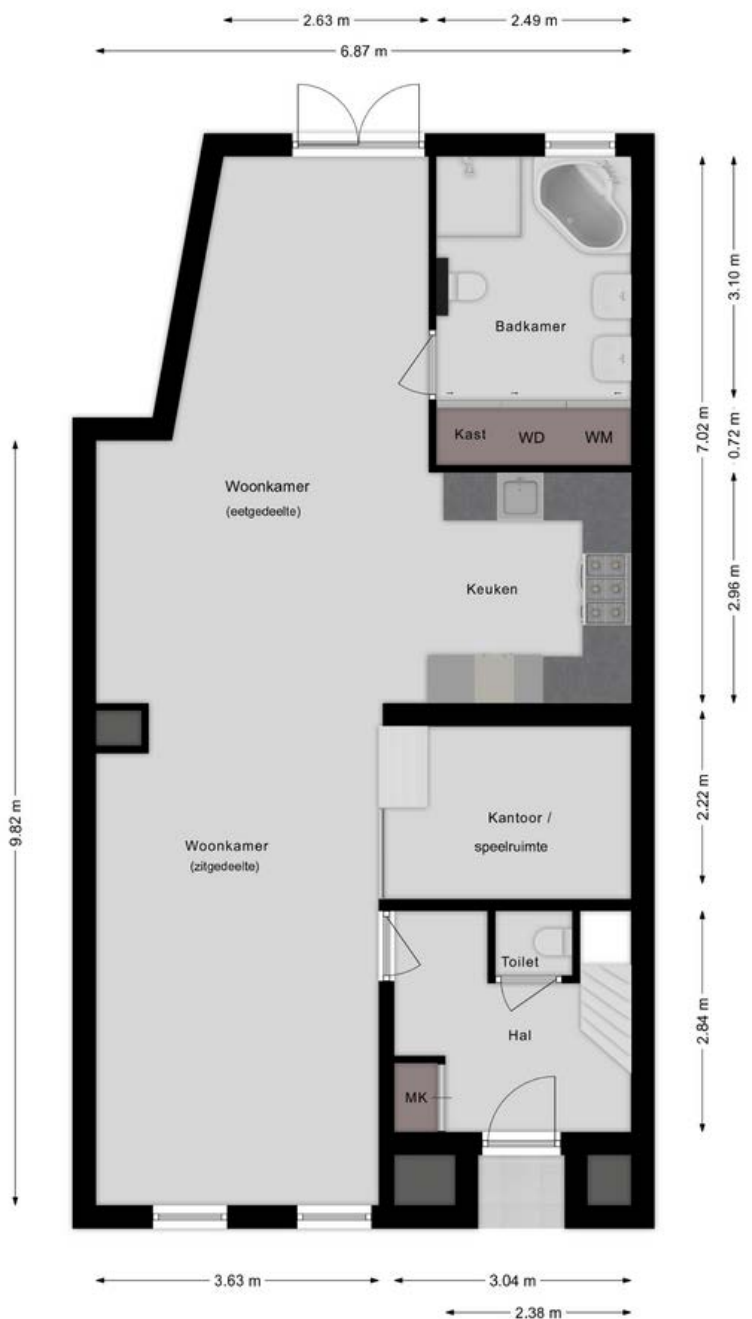 2.63 m
2.49 m
6.87 m
3.10 m
Badkamer
7.02 m
0.72 m
Kast
WD
WM
Woonkamer
(eetgedeelte)
Keuken
2.96 m
2.22 m
9.82 m
Kantoor /
speelruimte
Woonkamer
(zitgedeelte)
Toilet
2.84 m
Hal
MK
3.63 m
3.04 m
2.38 m